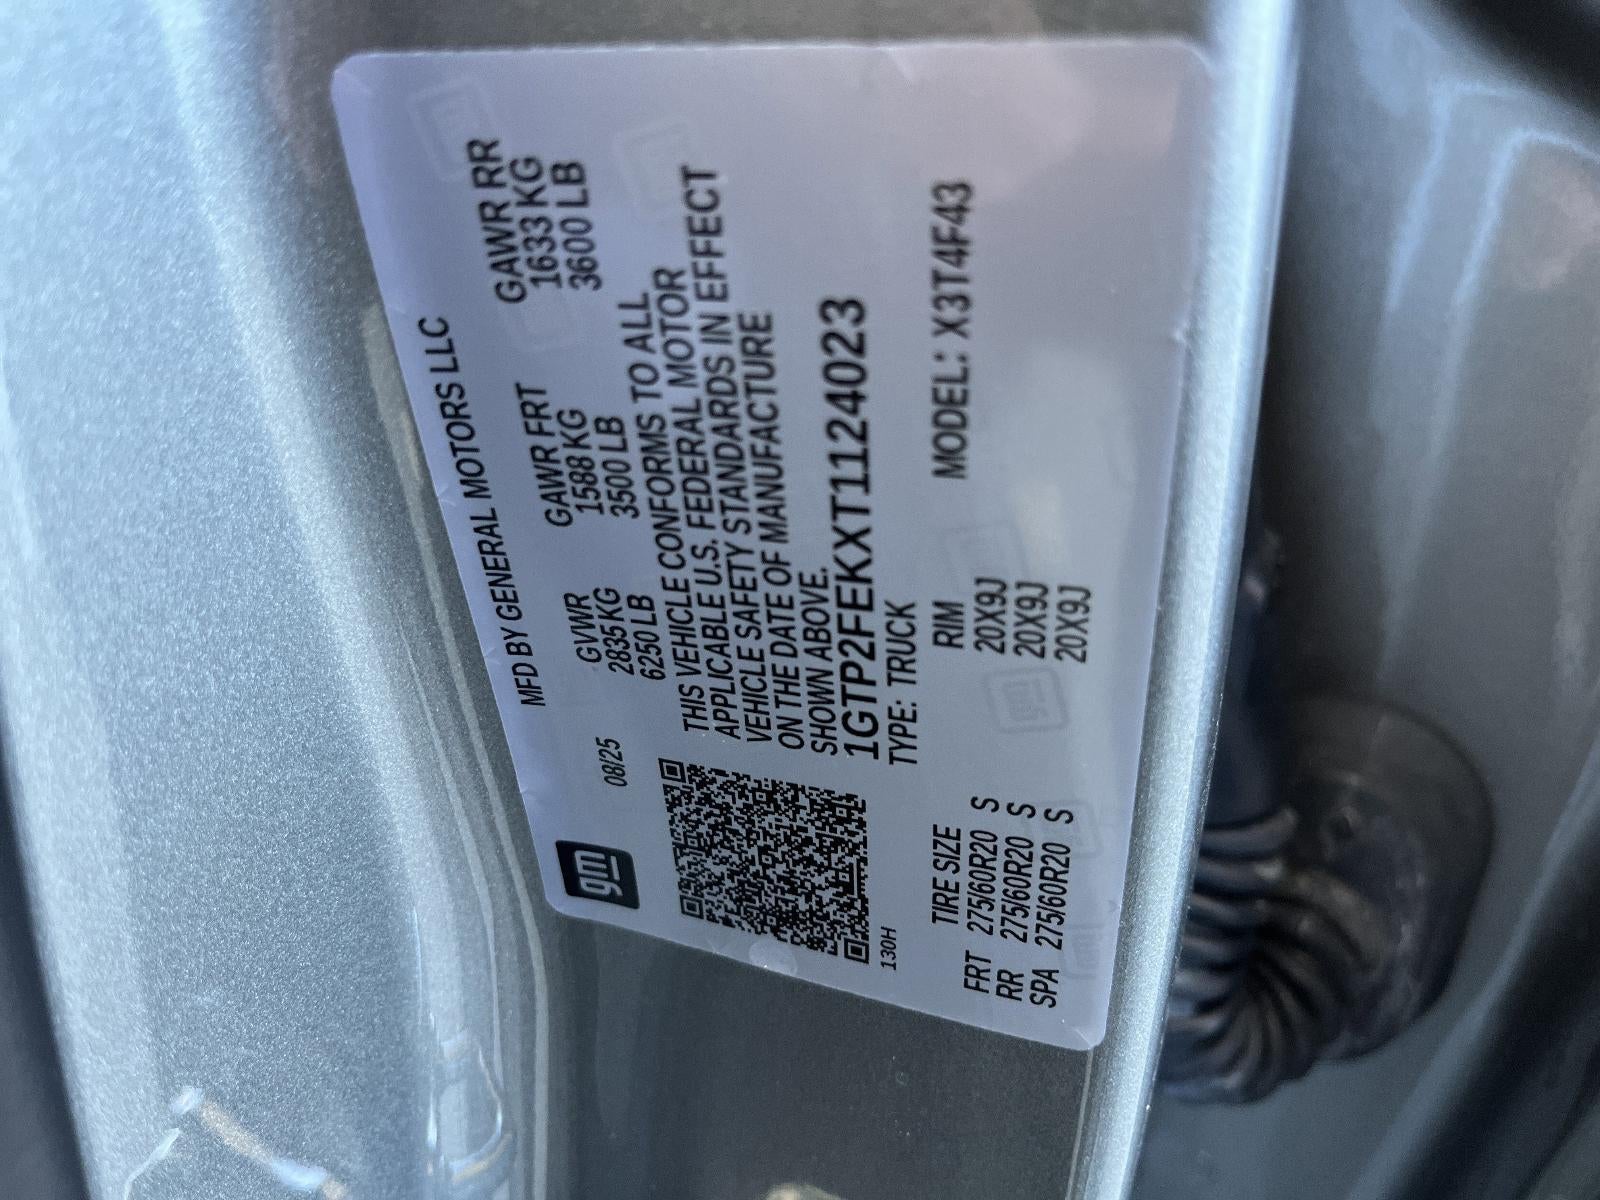 MFD BY GENERAL MOTORS LLC
gm
08/25
GVWR GAWR FRT GAWR RR
2835 KG 1588 KG 1633 KG
6250 LB 3500 LB 3600 LB
THIS VEHICLE CONFORMS TO ALL
APPLICABLE U.S. FEDERAL MOTOR
VEHICLE SAFETY STANDARDS IN EFFECT
ON THE DATE OF MANUFACTURE
SHOWN ABOVE.
1GTP2FEKXT1124023
TYPE: TRUCK
130H
MODEL: X3T4F43
TIRE SIZE RIM
FRT 275/60R20 S 20X9J
RR 275/60R20 S 20X9J
SPA 275/60R20 S 20X9J